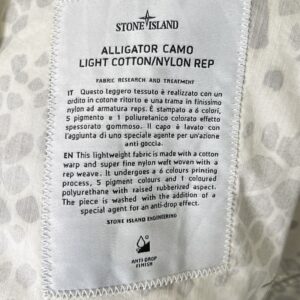 STONE ISLAND
ALLIGATOR CAMO
LIGHT COTTON/NYLON REP
FABRIC RESEARCH AND TREATMENT
IT Questo leggero tessuto è realizzato con un
ordito in cotone ritorto e una trama in finissimo
nylon ad armatura reps. È stampato a 6 colori,
5 pigmento e 1 poliuretanico colorato effetto
spessorato gommoso. Il capo è lavato con
l'aggiunta di uno speciale agente per un'azione
anti goccia.
EN This lightweight fabric is made with a cotton
warp and super fine nylon weft woven with a
rep weave. It undergoes a 6 colours printing
process, 5 pigment colours and 1 coloured
polyurethane with raised rubberized aspect.
The piece is washed with the addition of a
special agent for an anti-drop effect.
STONE ISLAND ENGINEERING
ANTI-DROP
FINISH